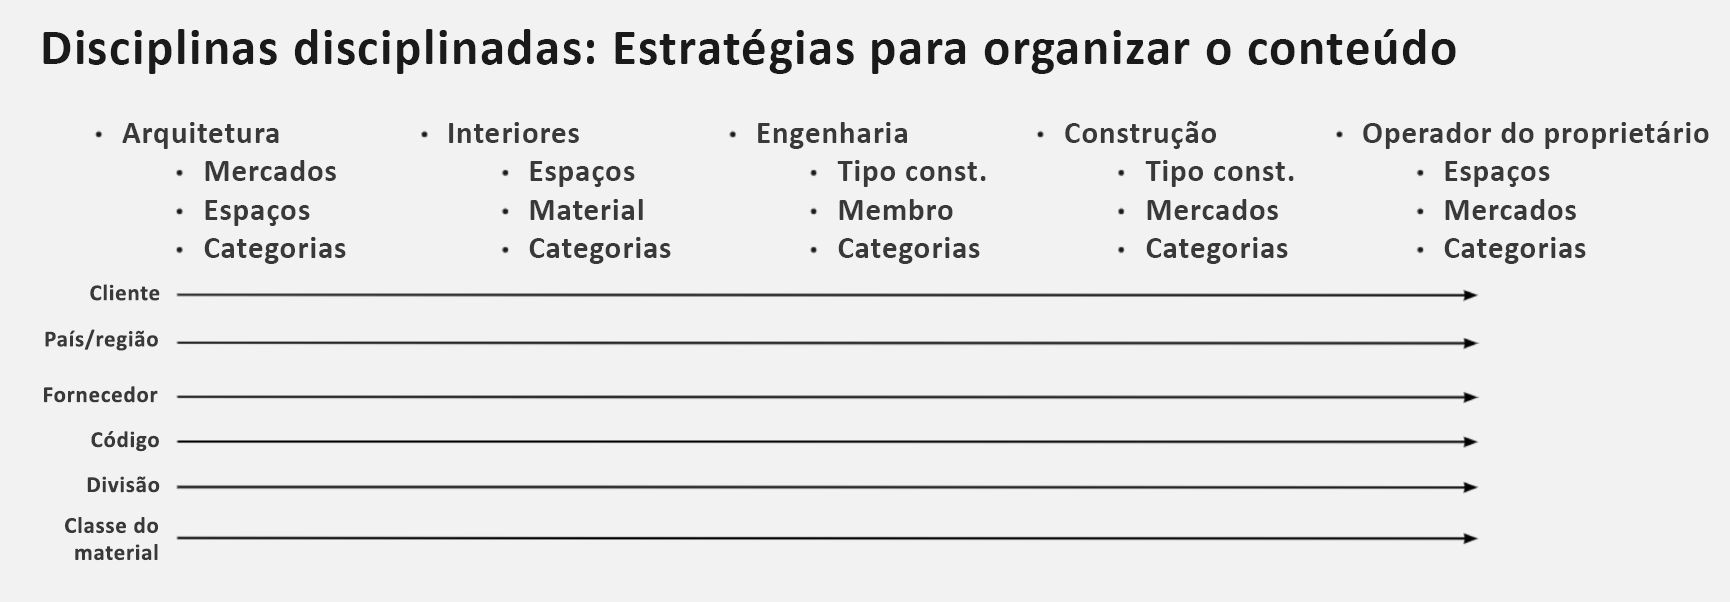 Disciplinas disciplinadas: Estratégias para organizar o conteúdo
• Arquitetura
• Mercados
• Espaços
• Categorias
• Interiores
• Espaços
• Material
• Categorias
• Engenharia
• Tipo const.
• Membro
• Categorias
• Construção
• Tipo const.
• Mercados
• Categorias
• Operador do proprietário
• Espaços
• Mercados
• Categorias
Cliente
País/região
Fornecedor
Código
Divisão
Classe do
material